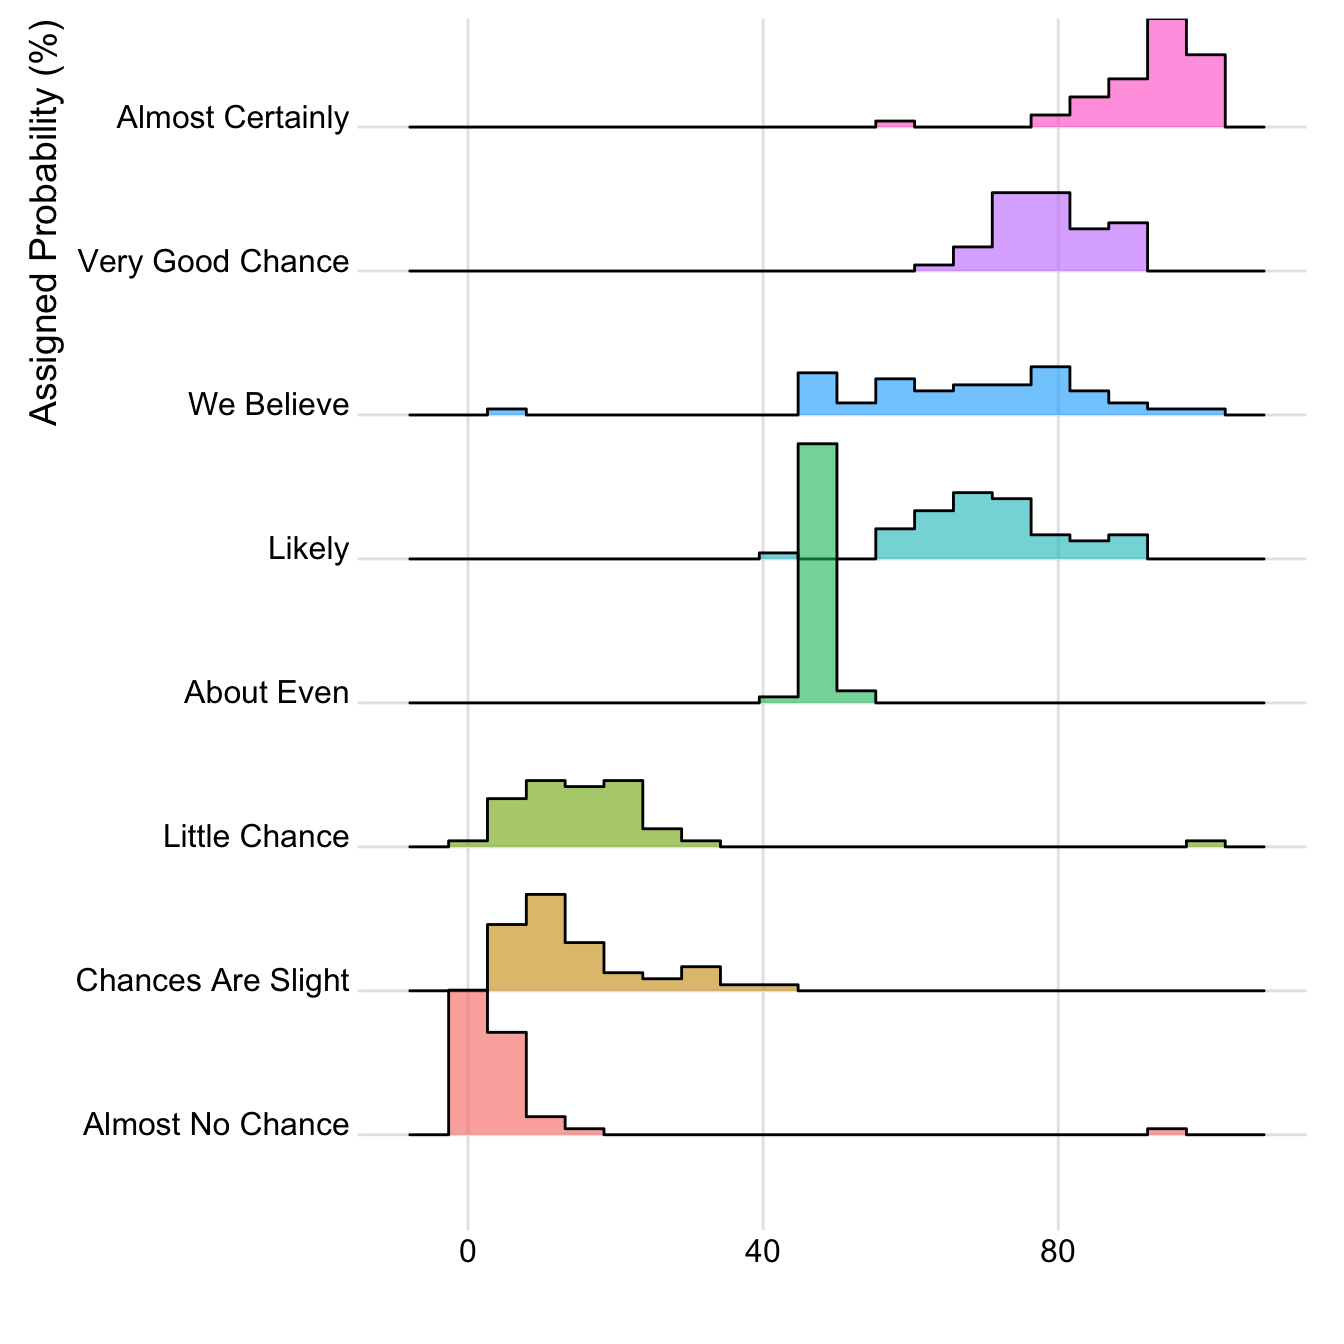 Assigned Probability (%)
Almost Certainly
Very Good Chance
We Believe
Likely
About Even
Little Chance
Chances Are Slight
Almost No Chance
0 40 80